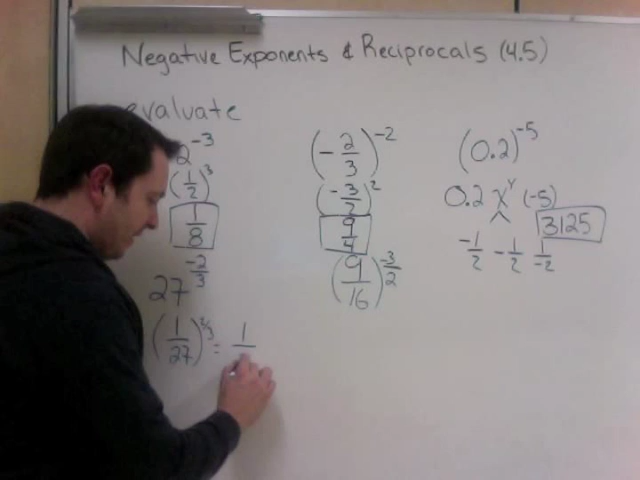 Negative Exponents & Reciprocals (4.5)
evaluate
2^-3
(1/2)^3
1/8
27^-2/3
(1/27)^2/3 = 1/
(-2/3)^-2
(-3/2)^2
9/4
(9/16)^-3/2
(0.2)^-5
0.2 x^y (-5)
3125
-1/2 - 1/2 1/-2